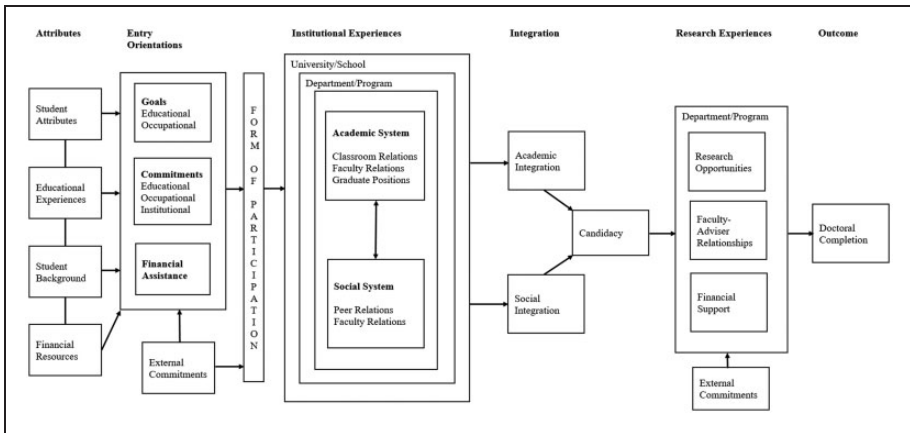 Attributes
Entry
Orientations
Institutional Experiences
Integration
Research Experiences
Outcome
Student
Attributes
Educational
Experiences
Student
Background
Financial
Resources
Goals
Educational
Occupational
Commitments
Educational
Occupational
Institutional
Financial
Assistance
External
Commitments
FORM OF PARTICIPATION
University/School
Department/Program
Academic System
Classroom Relations
Faculty Relations
Graduate Positions
Social System
Peer Relations
Faculty Relations
Academic
Integration
Social
Integration
Candidacy
Department/Program
Research
Opportunities
Faculty-
Adviser
Relationships
Financial
Support
External
Commitments
Doctoral
Completion